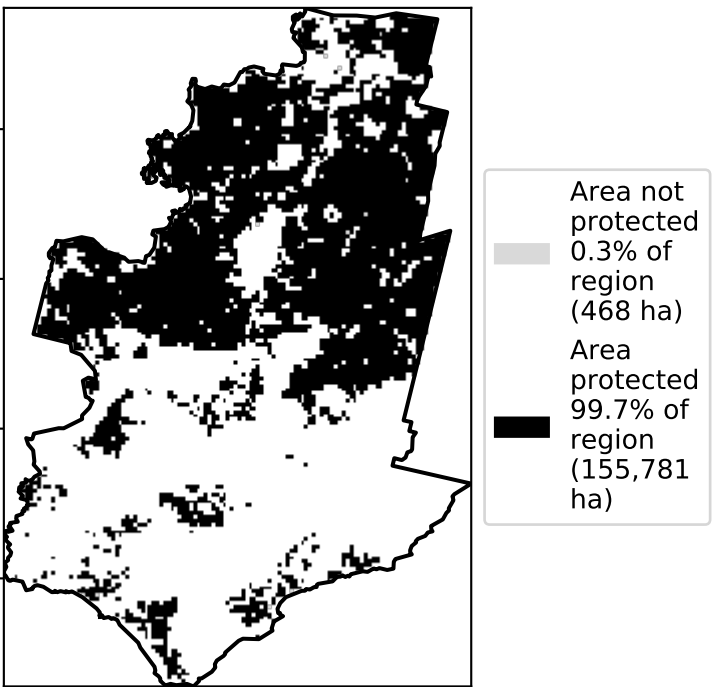 Area not
protected
0.3% of
region
(468 ha)
Area
protected
99.7% of
region
(155,781
ha)